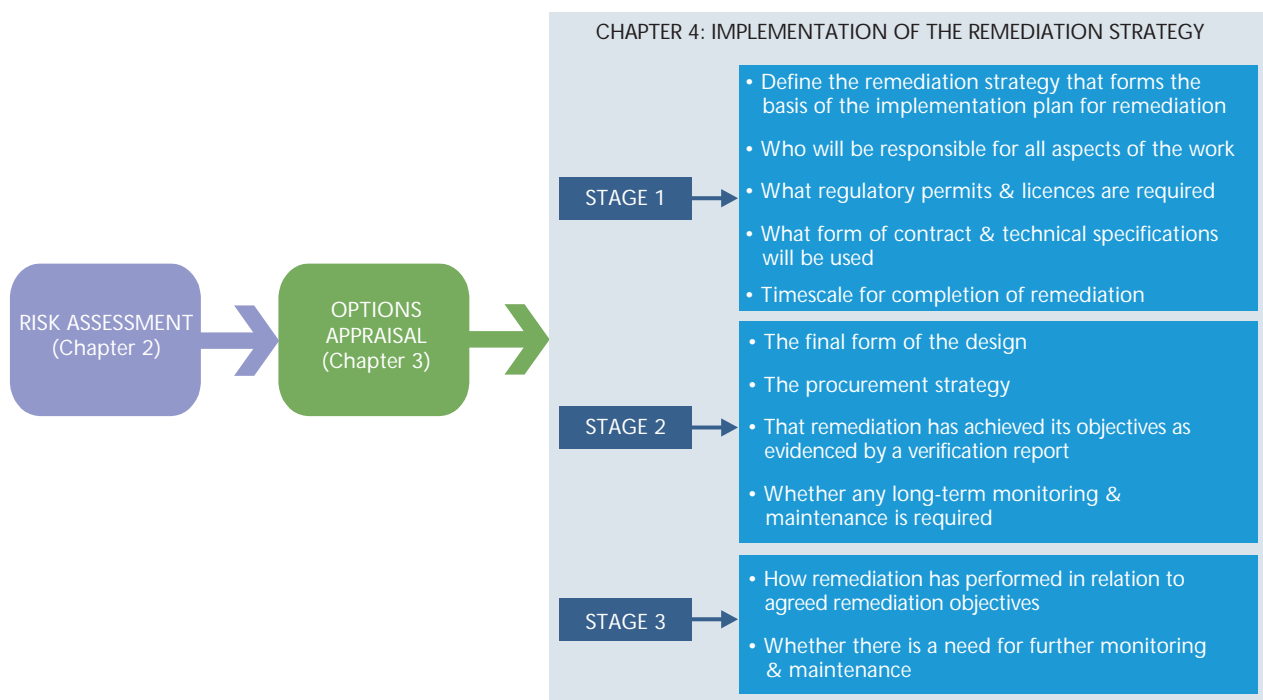 CHAPTER 4: IMPLEMENTATION OF THE REMEDIATION STRATEGY
RISK ASSESSMENT
(Chapter 2)
OPTIONS
APPRAISAL
(Chapter 3)
STAGE 1
• Define the remediation strategy that forms the
basis of the implementation plan for remediation
• Who will be responsible for all aspects of the work
• What regulatory permits & licences are required
• What form of contract & technical specifications
will be used
• Timescale for completion of remediation
STAGE 2
• The final form of the design
• The procurement strategy
• That remediation has achieved its objectives as
evidenced by a verification report
• Whether any long-term monitoring &
maintenance is required
STAGE 3
• How remediation has performed in relation to
agreed remediation objectives
• Whether there is a need for further monitoring
& maintenance